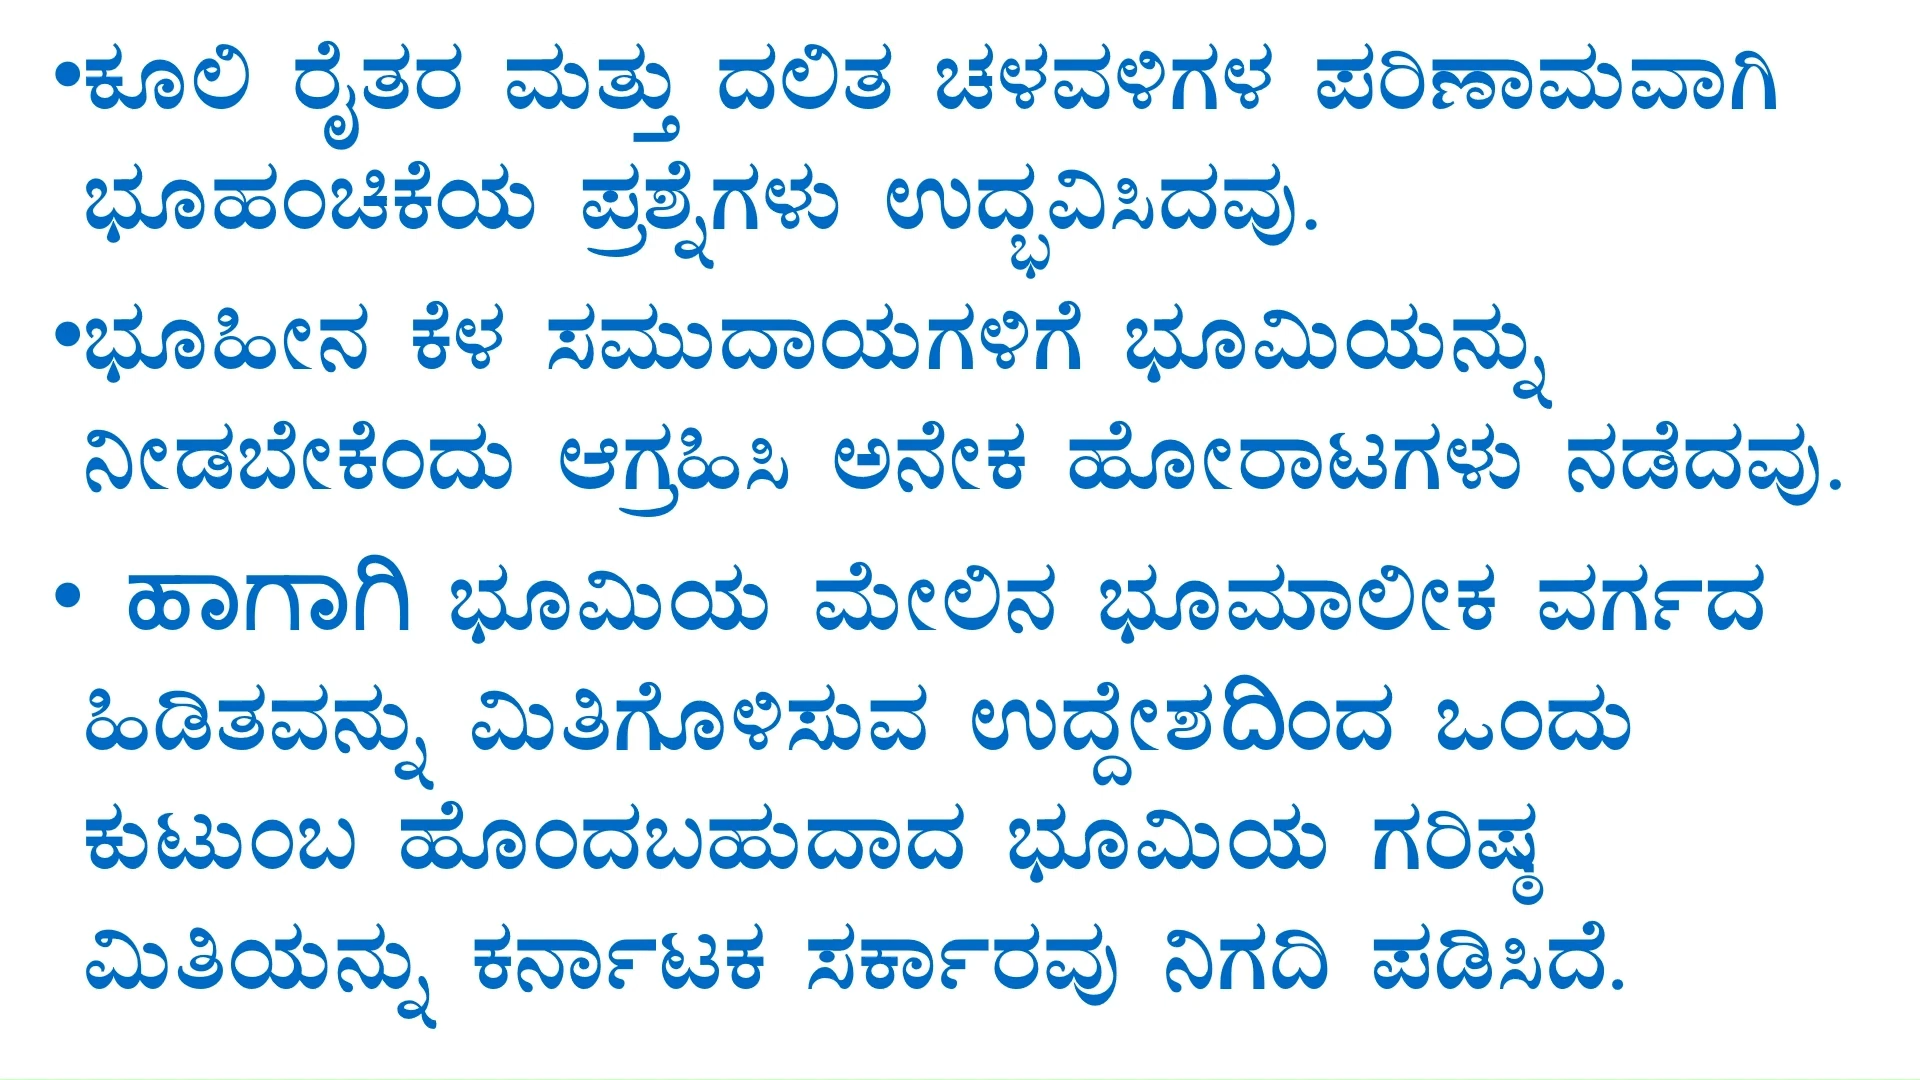 •ಕೂಲಿ ರೈತರ ಮತ್ತು ದಲಿತ ಚಳವಳಿಗಳ ಪರಿಣಾಮವಾಗಿ
ಭೂಹಂಚಿಕೆಯ ಪ್ರಶ್ನೆಗಳು ಉದ್ಭವಿಸಿದವು.
•ಭೂಹೀನ ಕೆಳ ಸಮುದಾಯಗಳಿಗೆ ಭೂಮಿಯನ್ನು
ನೀಡಬೇಕೆಂದು ಆಗ್ರಹಿಸಿ ಅನೇಕ ಹೋರಾಟಗಳು ನಡೆದವು.
• ಹಾಗಾಗಿ ಭೂಮಿಯ ಮೇಲಿನ ಭೂಮಾಲೀಕ ವರ್ಗದ
ಹಿಡಿತವನ್ನು ಮಿತಿಗೊಳಿಸುವ ಉದ್ದೇಶದಿಂದ ಒಂದು
ಕುಟುಂಬ ಹೊಂದಬಹುದಾದ ಭೂಮಿಯ ಗರಿಷ್ಠ
ಮಿತಿಯನ್ನು ಕರ್ನಾಟಕ ಸರ್ಕಾರವು ನಿಗದಿ ಪಡಿಸಿದೆ.